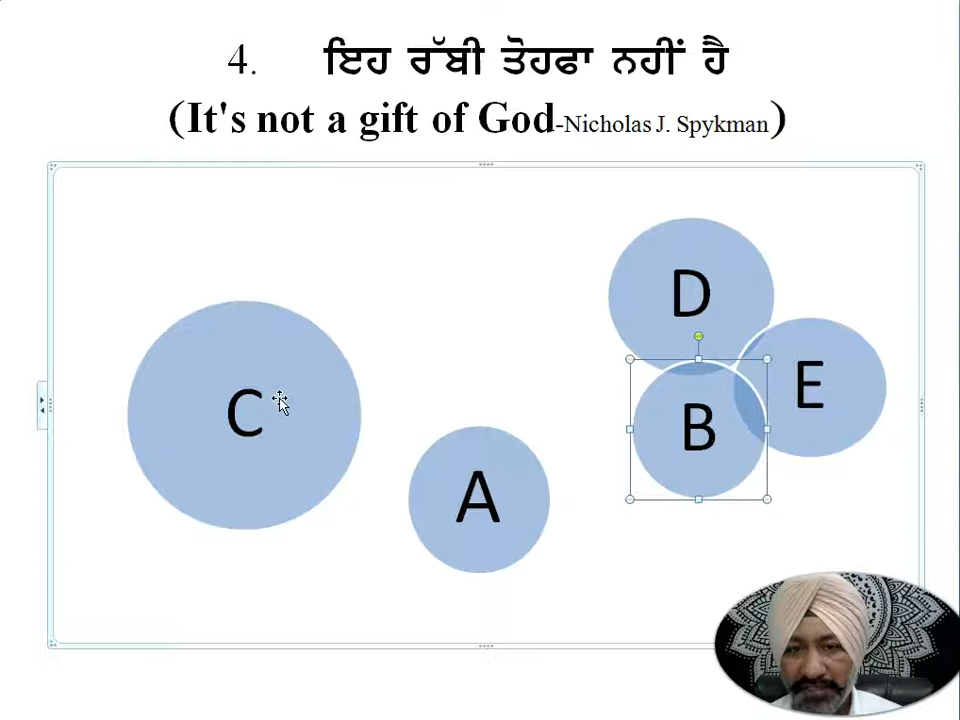 4. ਇਹ ਰੱਬੀ ਤੋਹਫਾ ਨਹੀਂ ਹੈ
(It's not a gift of God-Nicholas J. Spykman)
D
E
C
B
A